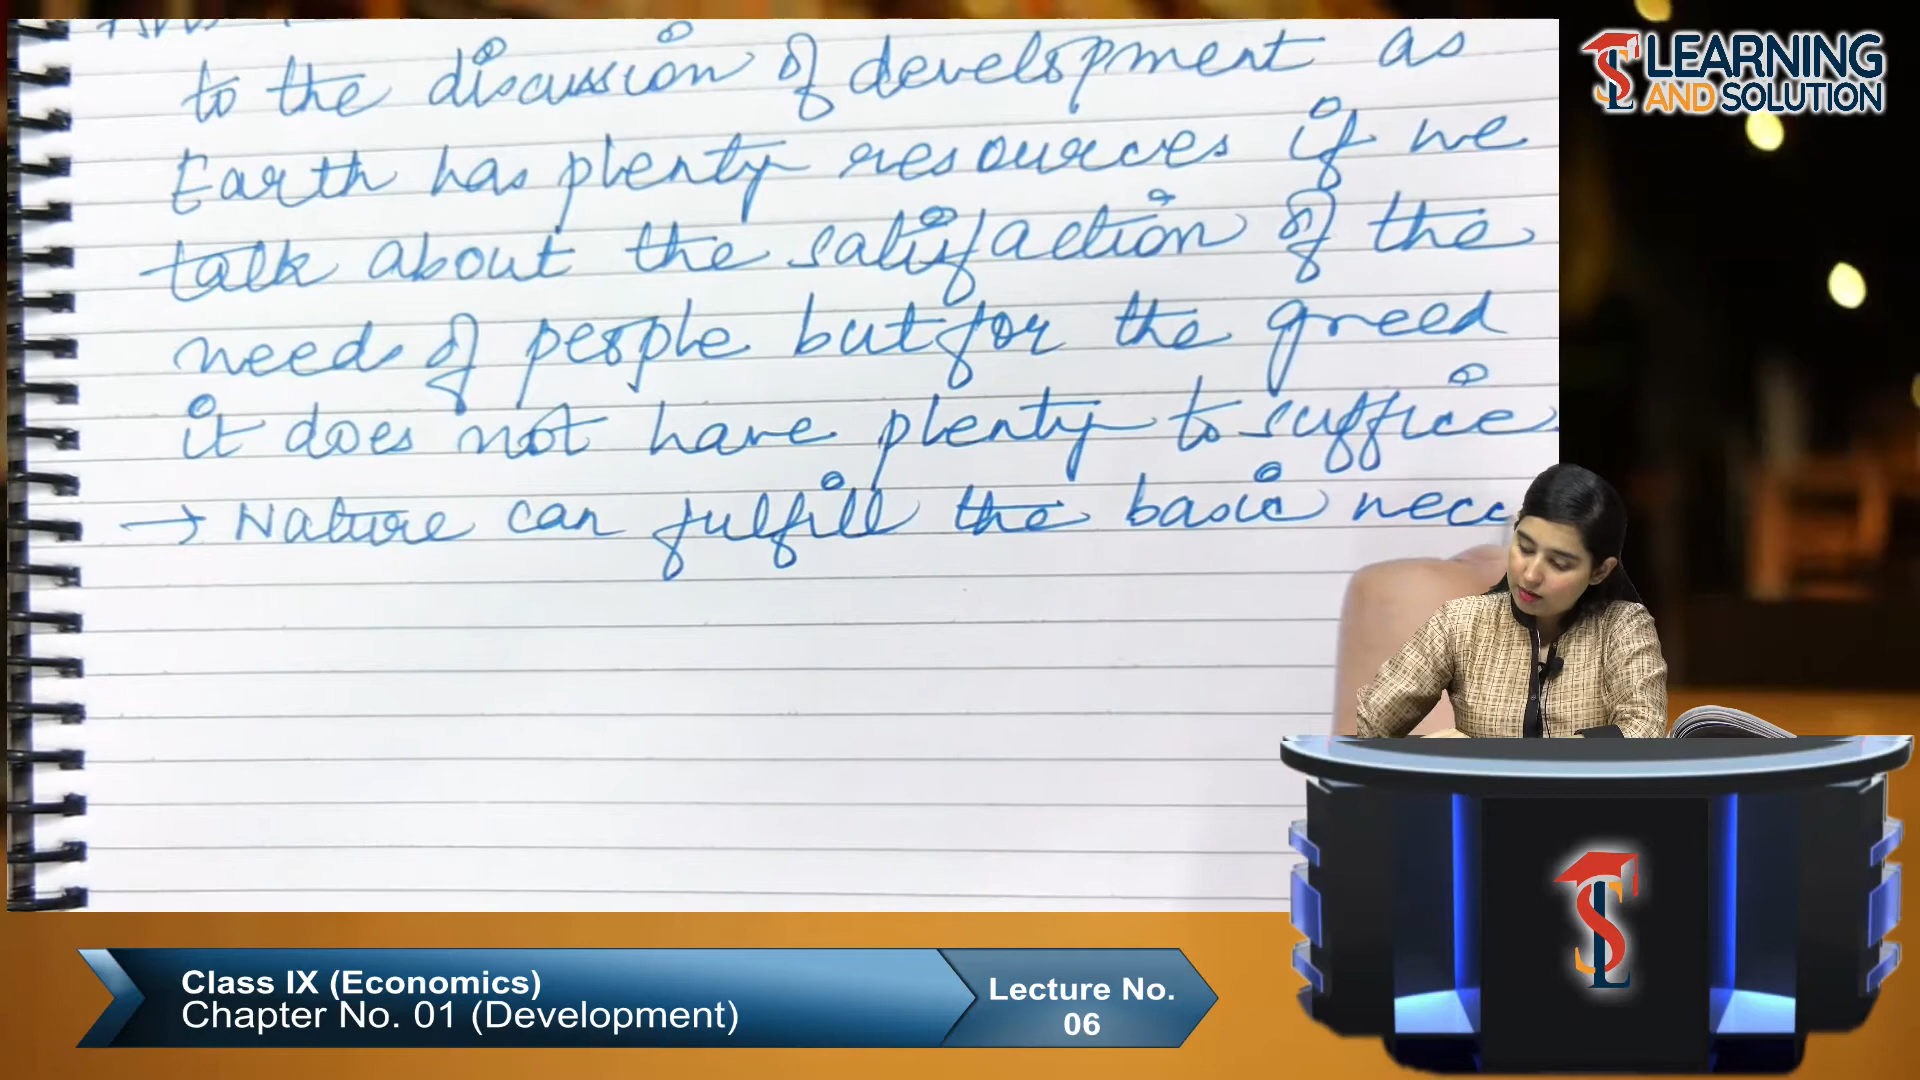 to the discussion of development as
Earth has plenty resources if we
talk about the satisfaction of the
needs of people but for the greed
it does not have plenty to suffice
→ Nature can fulfill the basic nece
LEARNING
AND SOLUTION
Class IX (Economics)
Chapter No. 01 (Development)
Lecture No.
06